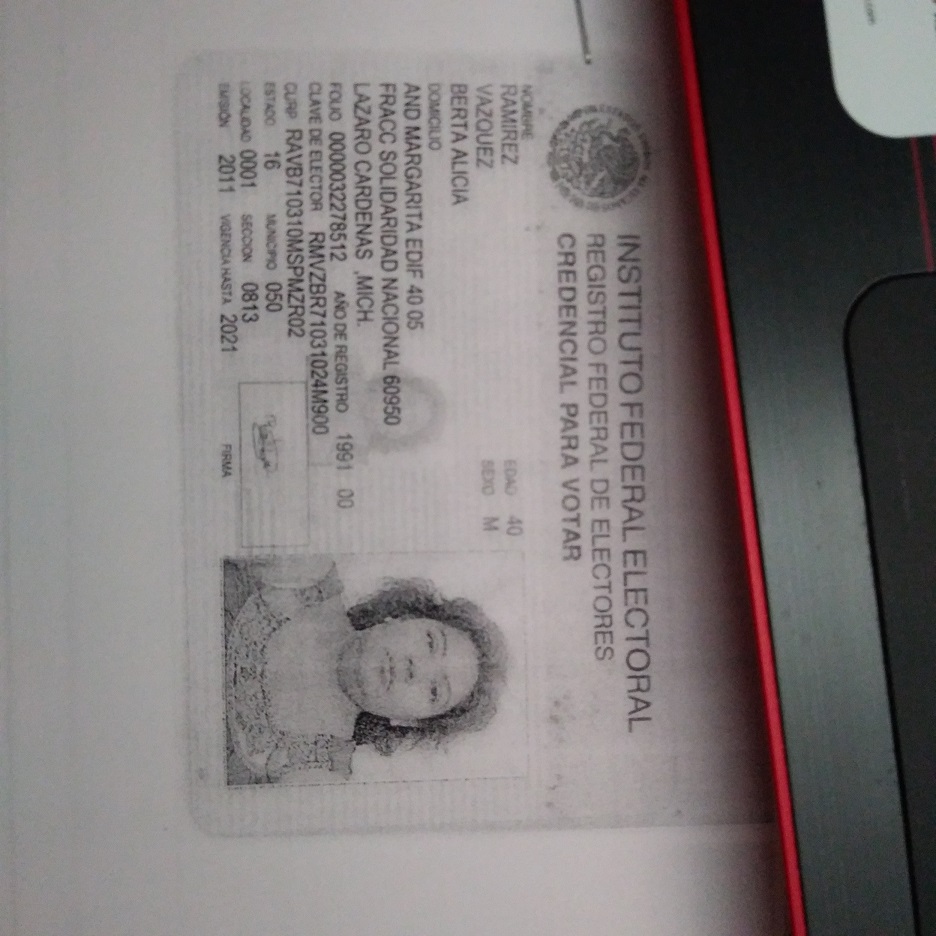 INSTITUTO FEDERAL ELECTORAL
REGISTRO FEDERAL DE ELECTORES
CREDENCIAL PARA VOTAR
NOMBRE
RAMIREZ
VAZQUEZ
BERTA ALICIA
EDAD 40
SEXO M
DOMICILIO
AND MARGARITA EDIF 40 05
FRACC SOLIDARIDAD NACIONAL 60950
LAZARO CARDENAS ,MICH.
FOLIO 0000032278512 AÑO DE REGISTRO 1991 00
CLAVE DE ELECTOR RMVZBR71031024M900
CURP RAVB710310MSPMZR02
ESTADO 16 MUNICIPIO 050
LOCALIDAD 0001 SECCION 0813
EMISIÓN 2011 VIGENCIA HASTA 2021
FIRMA